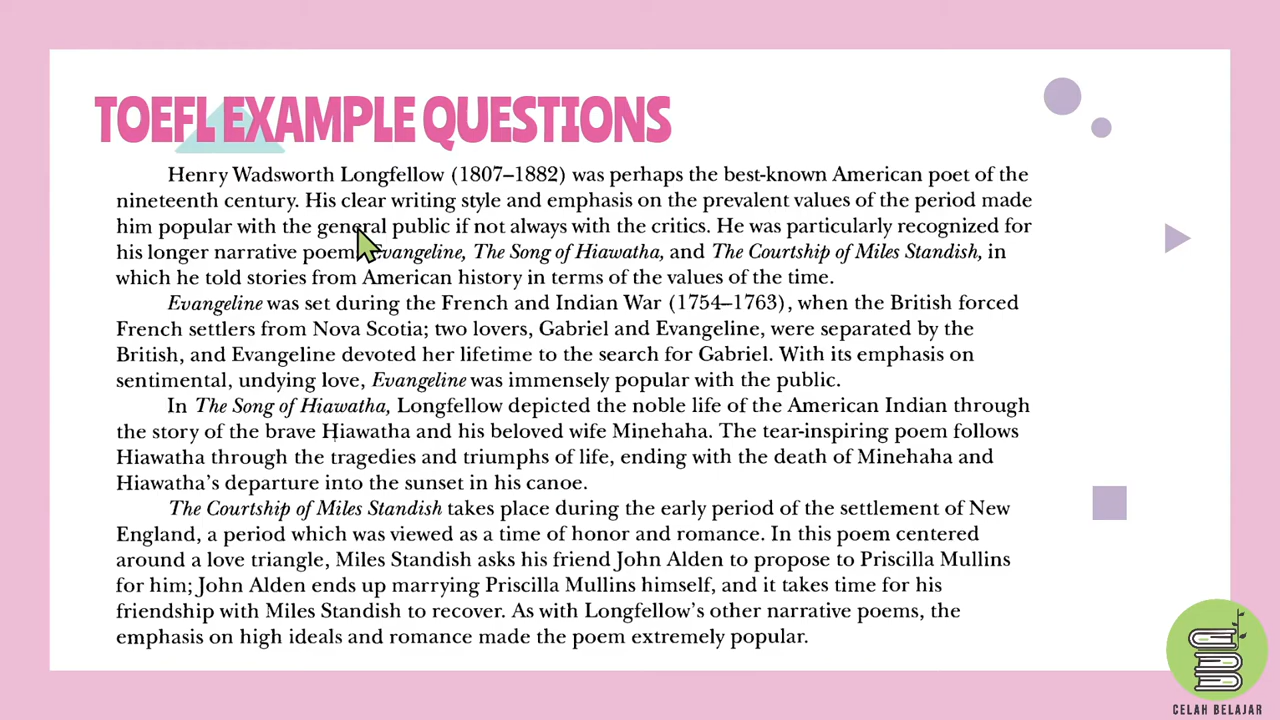 TOEFL EXAMPLE QUESTIONS
Henry Wadsworth Longfellow (1807–1882) was perhaps the best-known American poet of the
nineteenth century. His clear writing style and emphasis on the prevalent values of the period made
him popular with the general public if not always with the critics. He was particularly recognized for
his longer narrative poems Evangeline, The Song of Hiawatha, and The Courtship of Miles Standish, in
which he told stories from American history in terms of the values of the time.
Evangeline was set during the French and Indian War (1754–1763), when the British forced
French settlers from Nova Scotia; two lovers, Gabriel and Evangeline, were separated by the
British, and Evangeline devoted her lifetime to the search for Gabriel. With its emphasis on
sentimental, undying love, Evangeline was immensely popular with the public.
In The Song of Hiawatha, Longfellow depicted the noble life of the American Indian through
the story of the brave Hiawatha and his beloved wife Minehaha. The tear-inspiring poem follows
Hiawatha through the tragedies and triumphs of life, ending with the death of Minehaha and
Hiawatha's departure into the sunset in his canoe.
The Courtship of Miles Standish takes place during the early period of the settlement of New
England, a period which was viewed as a time of honor and romance. In this poem centered
around a love triangle, Miles Standish asks his friend John Alden to propose to Priscilla Mullins
for him; John Alden ends up marrying Priscilla Mullins himself, and it takes time for his
friendship with Miles Standish to recover. As with Longfellow's other narrative poems, the
emphasis on high ideals and romance made the poem extremely popular.
CELAH BELAJAR